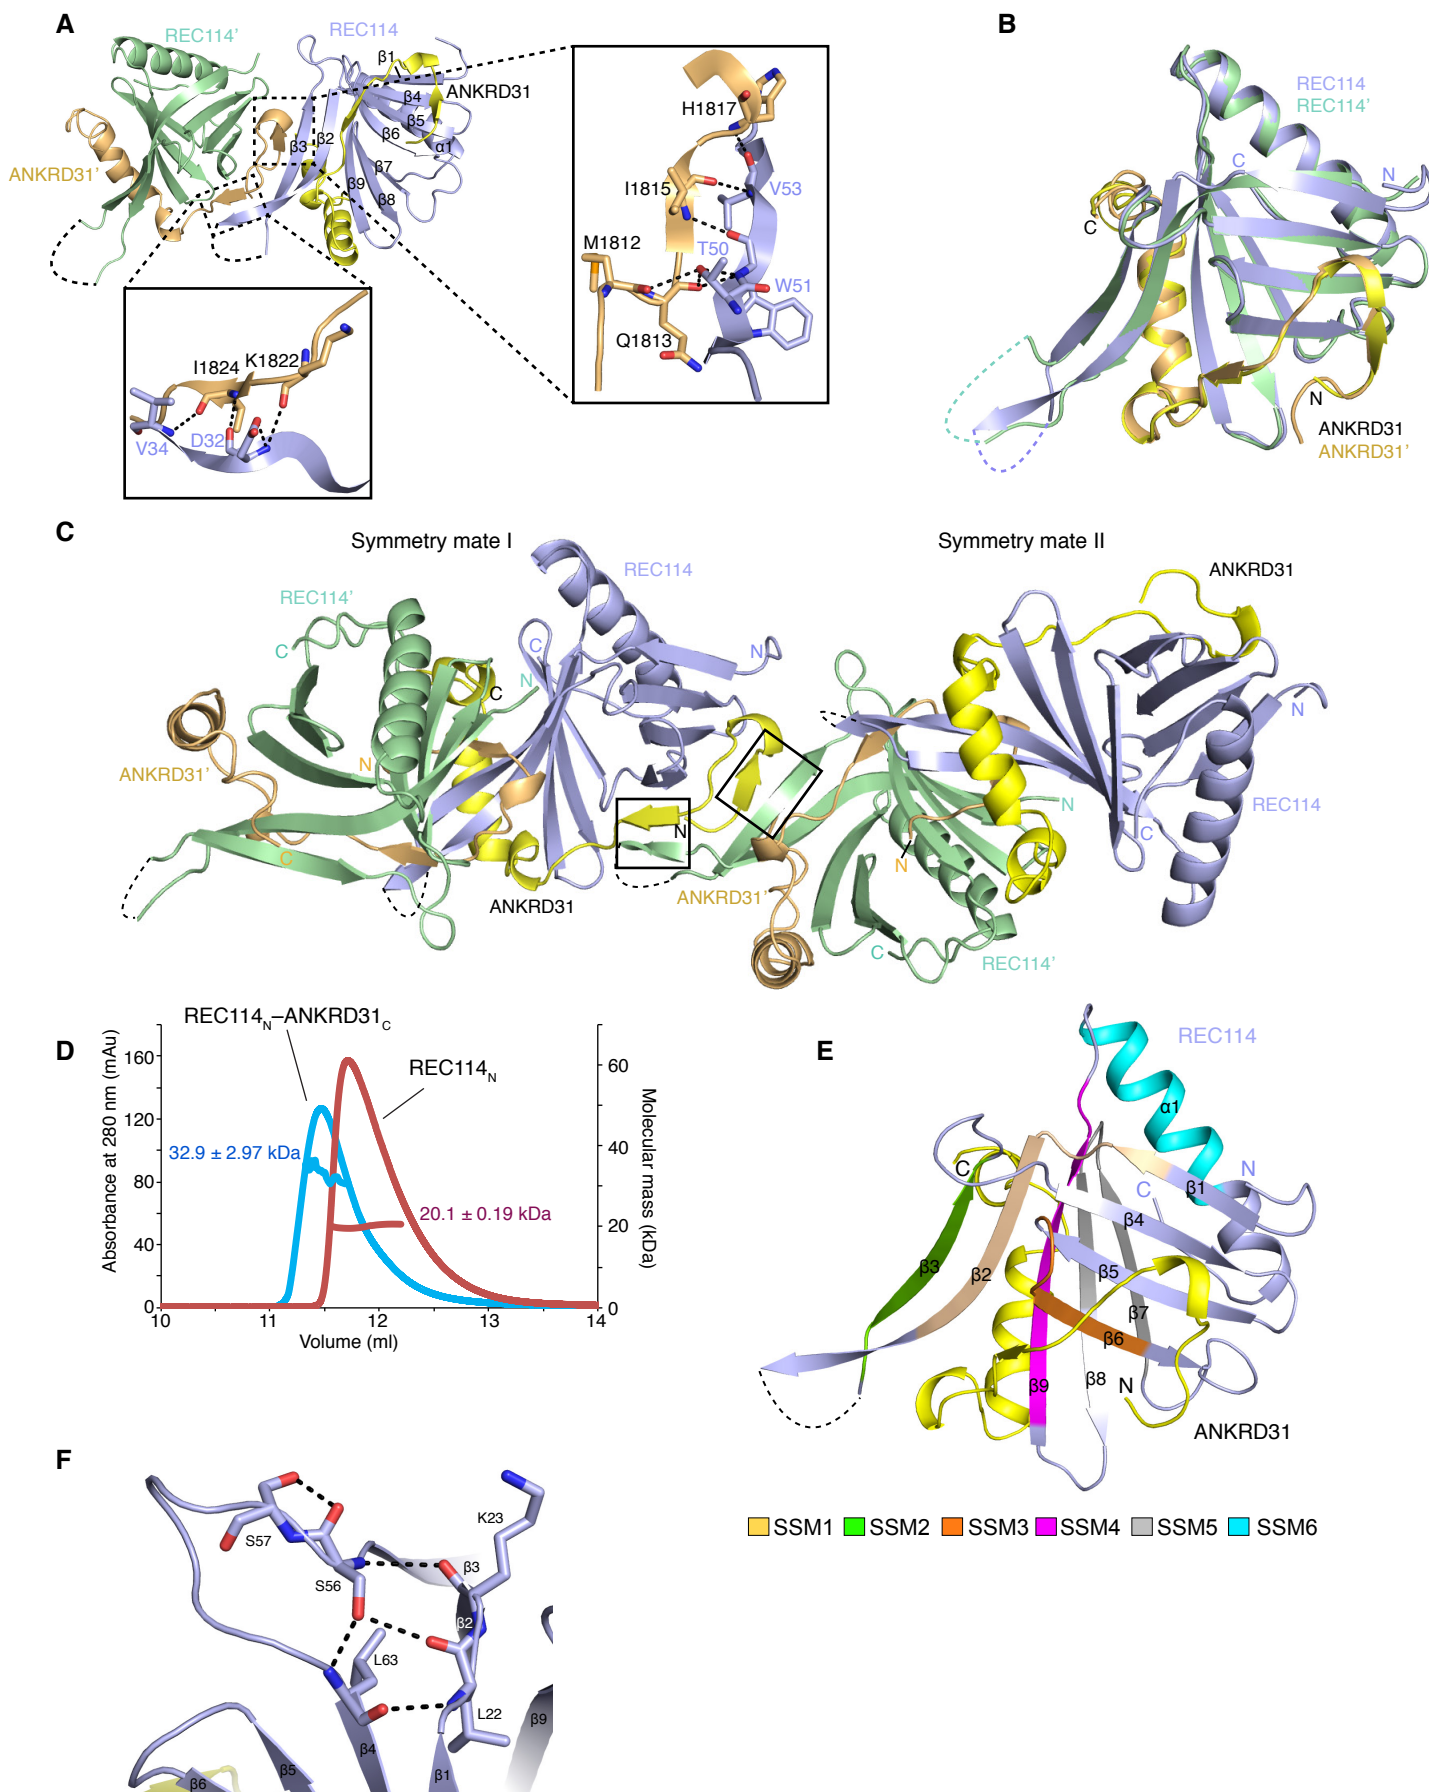 A
REC114'
REC114
β1
ANKRD31
β4
β5
β6
α1
β3
β2
β7
β9
β8
ANKRD31'
H1817
I1815
V53
M1812
T50
W51
Q1813
I1824
K1822
V34
D32
B
REC114
REC114'
C
N
C
N
ANKRD31
ANKRD31'
C
Symmetry mate I
Symmetry mate II
REC114
ANKRD31
REC114'
C
C
N
N
C
N
ANKRD31'
N
N
REC114
N
C
N
C
ANKRD31
ANKRD31'
N
C
REC114'
D
REC114N–ANKRD31C
REC114N
Absorbance at 280 nm (mAu)
Molecular mass (kDa)
160
120
80
40
0
60
40
20
0
32.9 ± 2.97 kDa
20.1 ± 0.19 kDa
10
11
12
13
14
Volume (ml)
E
REC114
α1
C
N
β1
C
β4
β3
β2
β5
β7
β6
β9
β8
N
ANKRD31
SSM1 SSM2 SSM3 SSM4 SSM5 SSM6
F
K23
S57
β3
S56
β2
L63
L22
β9
β4
β5
β1
β6